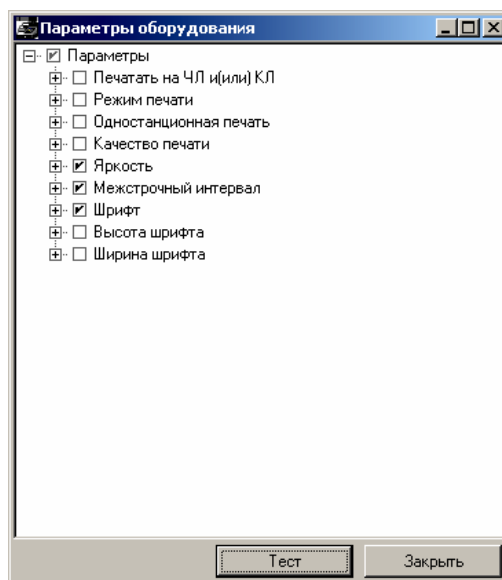 Параметры оборудования
Параметры
Печатать на ЧЛ и(или) КЛ
Режим печати
Одностанционная печать
Качество печати
Яркость
Межстрочный интервал
Шрифт
Высота шрифта
Ширина шрифта
Тест Закрыть